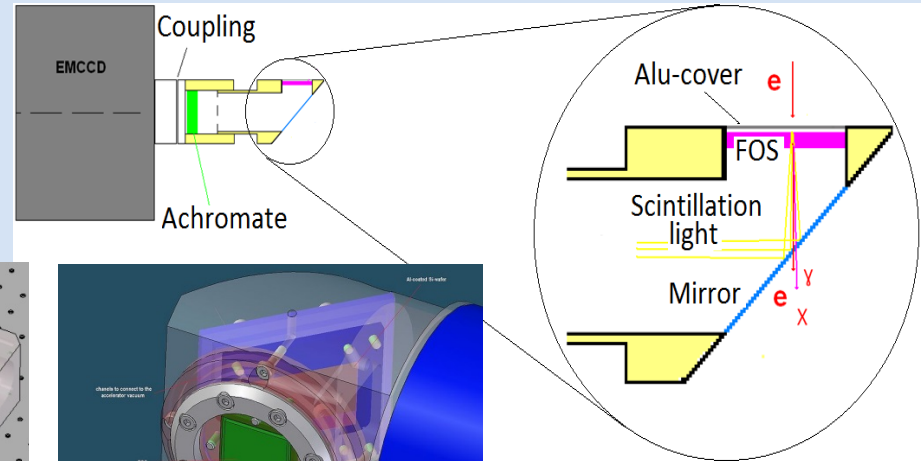 Coupling
EMCCD
Achromate
Alu-cover
e
FOS
Scintillation
light
Mirror
e
γ
X
Al-coated Si-wafer
chanels to connect to the
accelerator vacuum